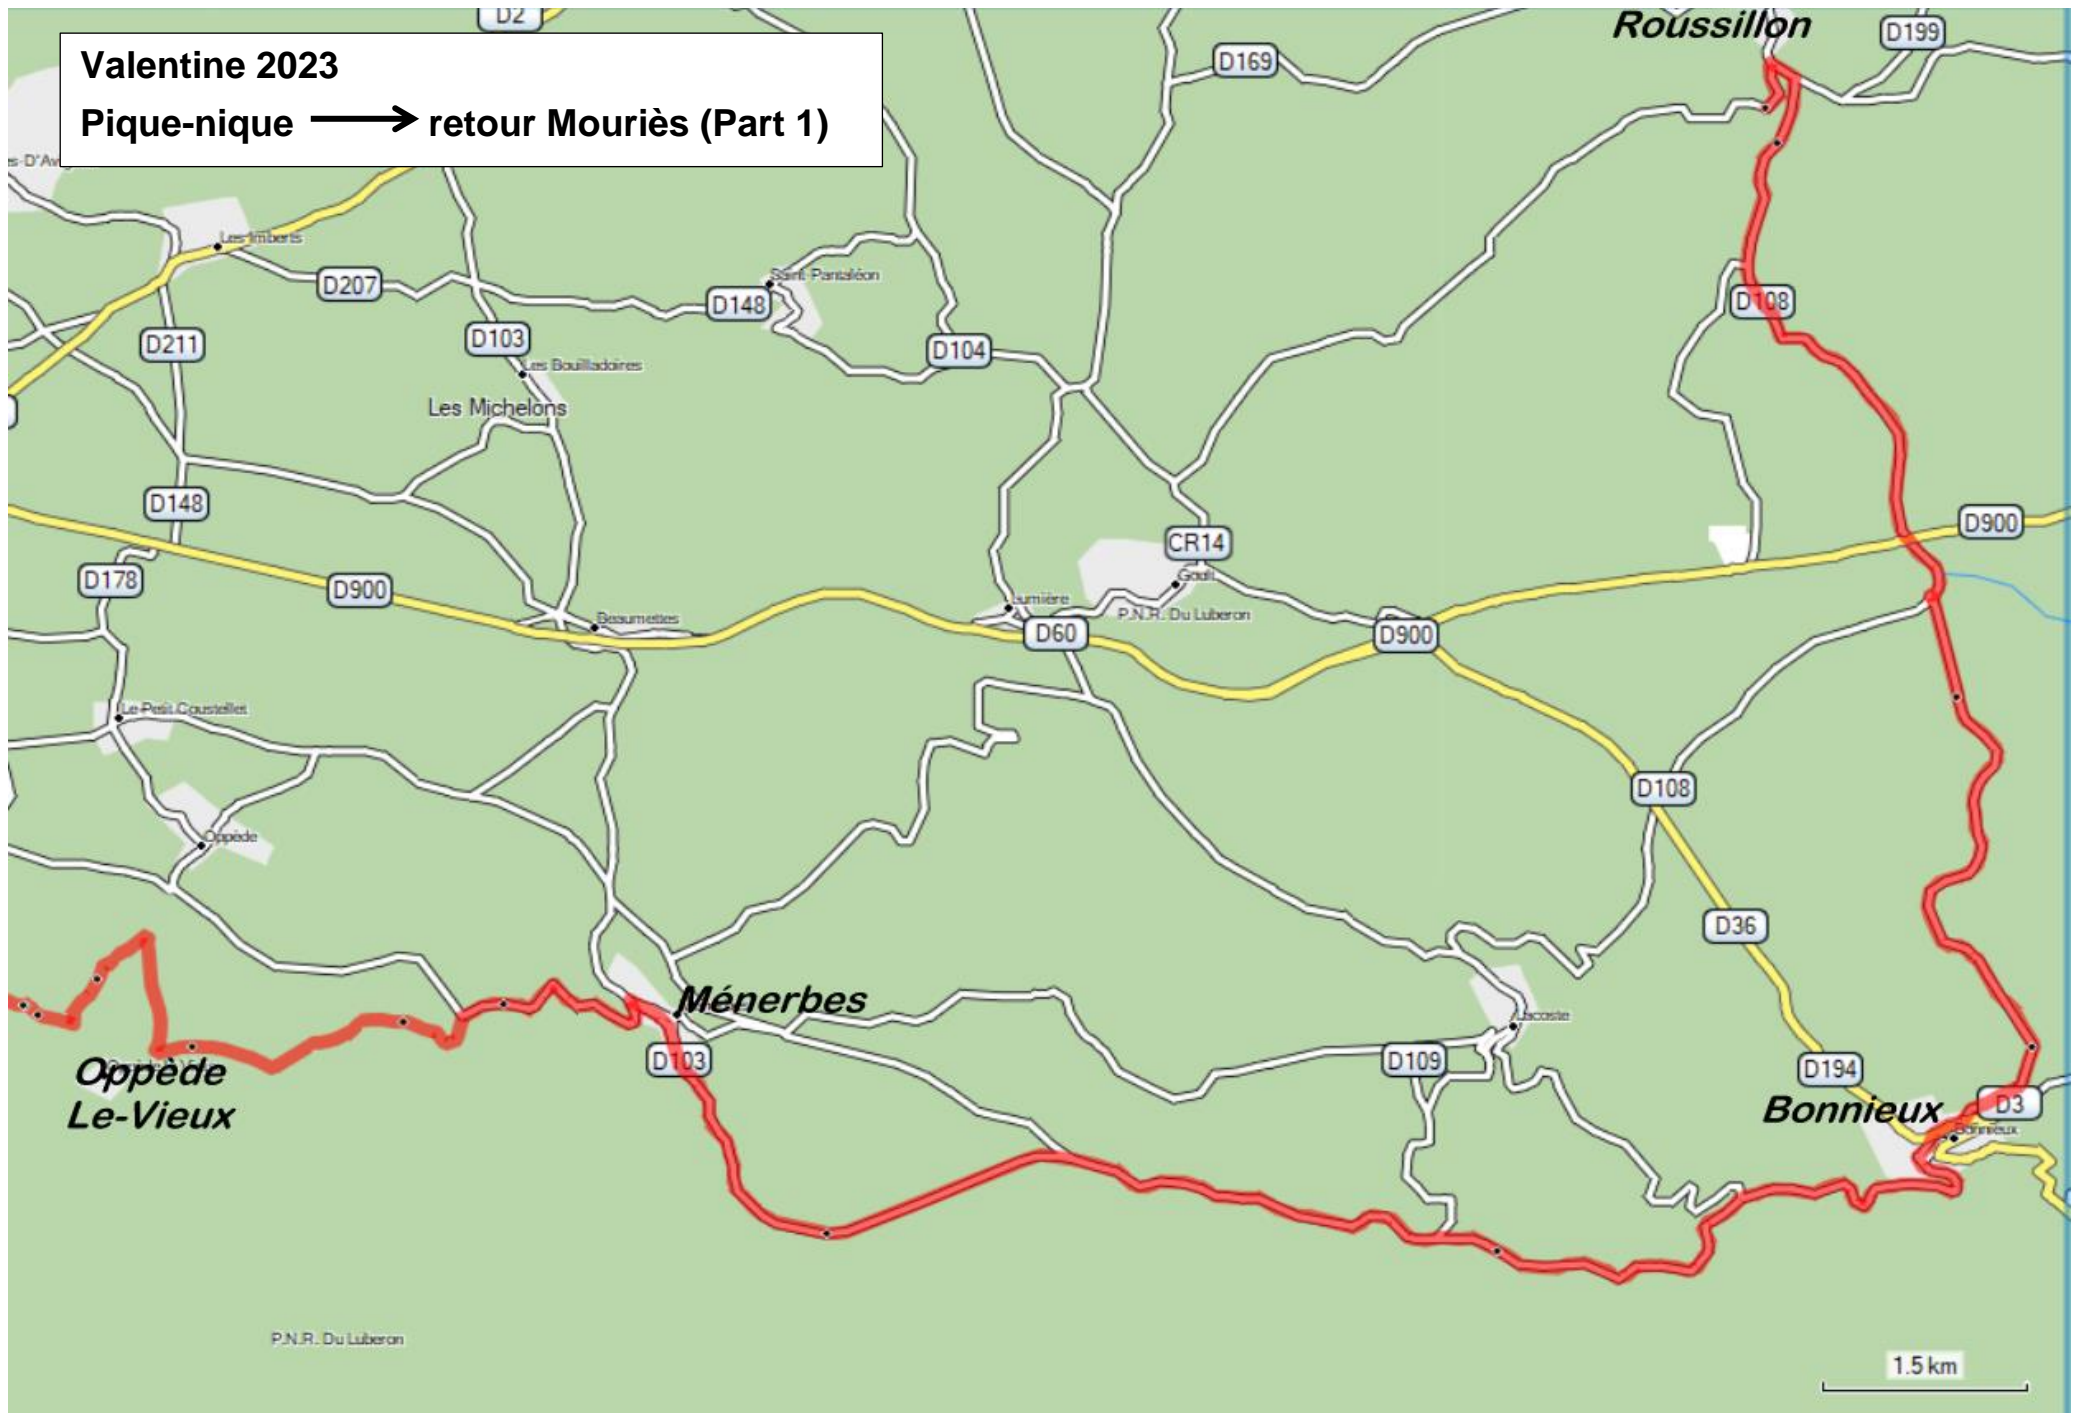 D2
Roussillon
D199
Valentine 2023
D169
Pique-nique → retour Mouriès (Part 1)
Les Imberts
D207
Saint-Pantaléon
D148
D108
D103
D211
D104
Les Bouilladoires
Les Michelons
D148
D900
CR14
D178
Goult
D900
Lumière
P.N.R. Du Luberon
Beaumettes
D60
D900
Le-Petit-Coustellet
D108
Oppède
D36
Ménerbes
Lacoste
D103
D109
D194
Oppède
Le-Vieux
Bonnieux
D3
Bonnieux
P.N.R. Du Luberon
1.5 km